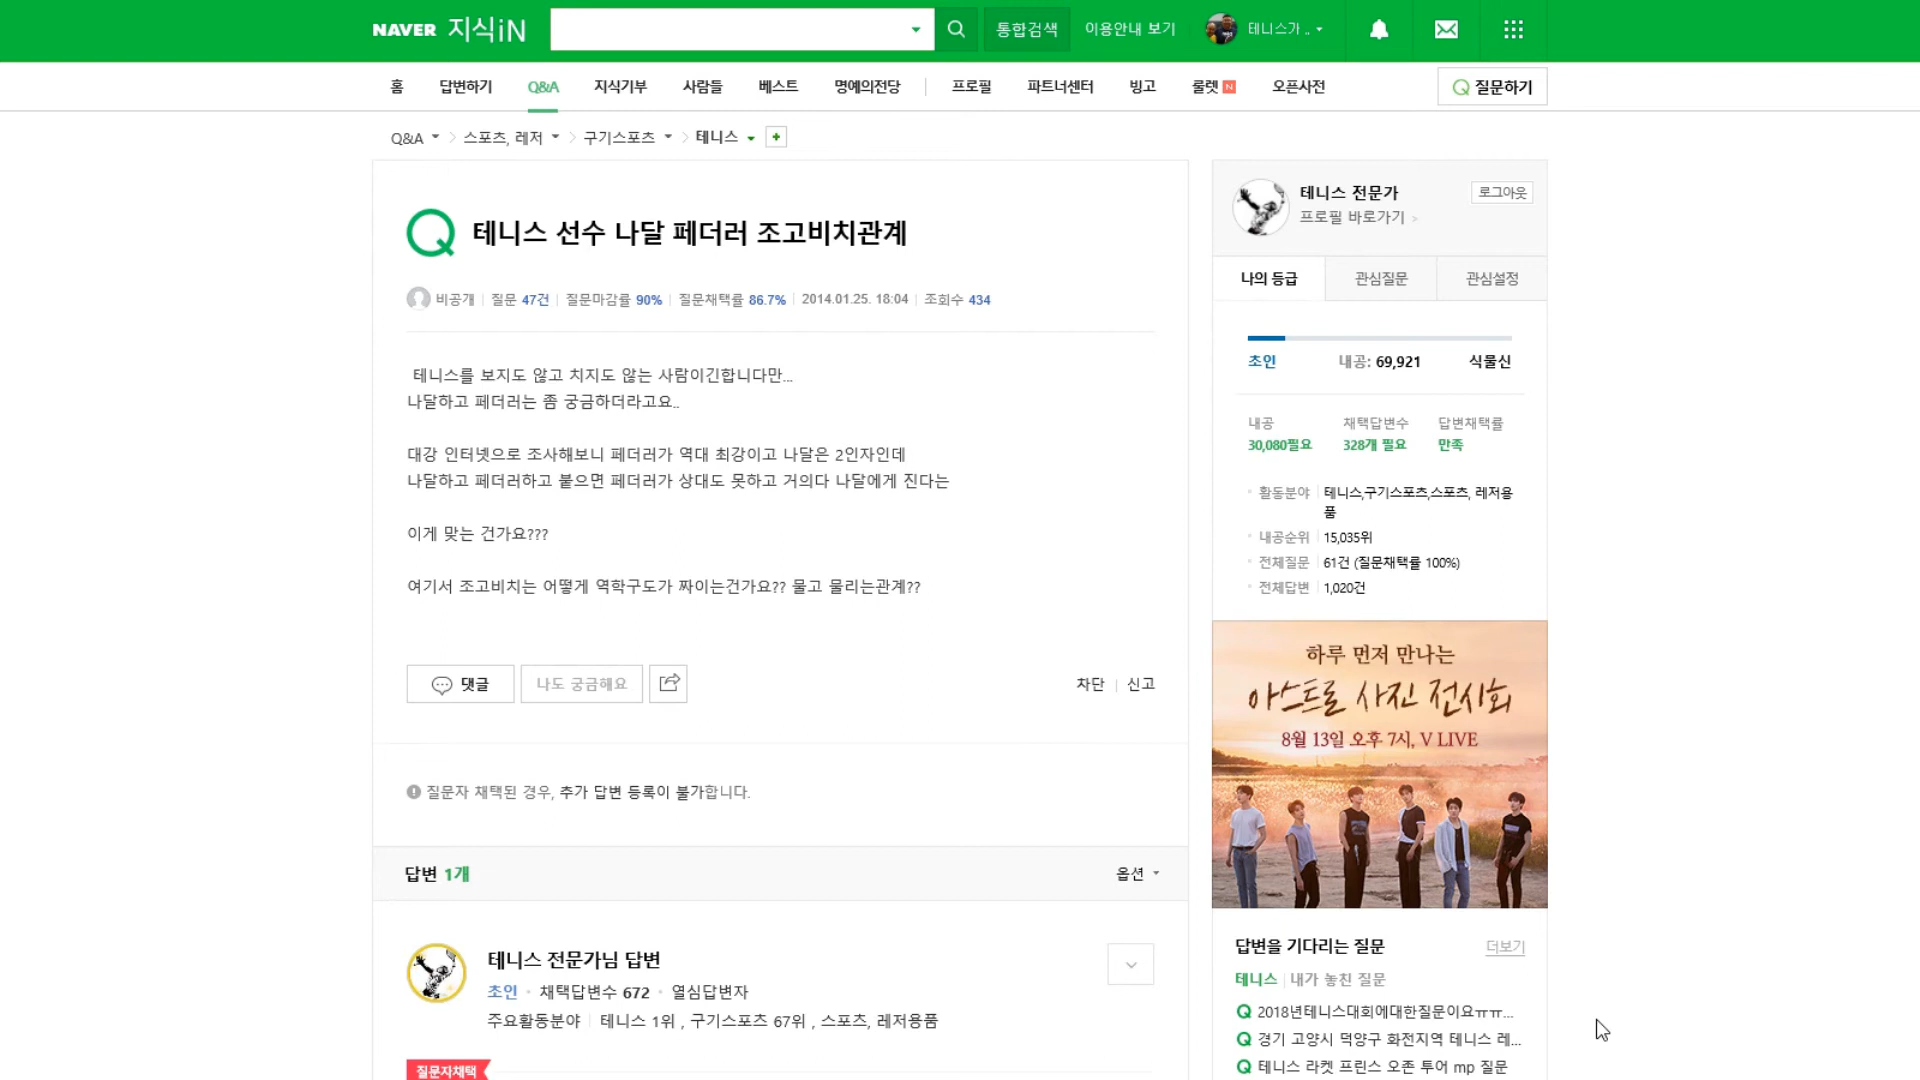 NAVER 지식iN 통합검색 이용안내 보기 테니스가 ..
홈 답변하기 Q&A 지식기부 사람들 베스트 명예의전당 프로필 파트너센터 빙고 룰렛 N 오픈사전 질문하기
Q&A 스포츠, 레저 구기스포츠 테니스
테니스 선수 나달 페더러 조고비치관계
비공개 질문 47건 질문마감률 90% 질문채택률 86.7% 2014.01.25. 18:04 조회수 434
테니스를 보지도 않고 치지도 않는 사람이긴합니다만...
나달하고 페더러는 좀 궁금하더라고요..
대강 인터넷으로 조사해보니 페더러가 역대 최강이고 나달은 2인자인데
나달하고 페더러하고 붙으면 페더러가 상대도 못하고 거의다 나달에게 진다는
이게 맞는 건가요???
여기서 조고비치는 어떻게 역학구도가 짜이는건가요?? 물고 물리는관계??
댓글 나도 궁금해요 차단 신고
질문자 채택된 경우, 추가 답변 등록이 불가합니다.
답변 1개 옵션
테니스 전문가님 답변
초인 채택답변수 672 열심답변자
주요활동분야 테니스 1위 , 구기스포츠 67위 , 스포츠, 레저용품
질문자채택
테니스 전문가 로그아웃
프로필 바로가기 >
나의 등급 관심질문 관심설정
초인 내공: 69,921 식물신
내공 채택답변수 답변채택률
30,080필요 328개 필요 만족
활동분야 테니스,구기스포츠,스포츠, 레저용
품
내공순위 15,035위
전체질문 61건 (질문채택률 100%)
전체답변 1,020건
하루 먼저 만나는
아스트로 사진 전시회
8월 13일 오후 7시, V LIVE
답변을 기다리는 질문 더보기
테니스 내가 놓친 질문
2018년테니스대회에대한질문이요ㅠㅠ...
경기 고양시 덕양구 화전지역 테니스 레...
테니스 라켓 프린스 오존 투어 mp 질문